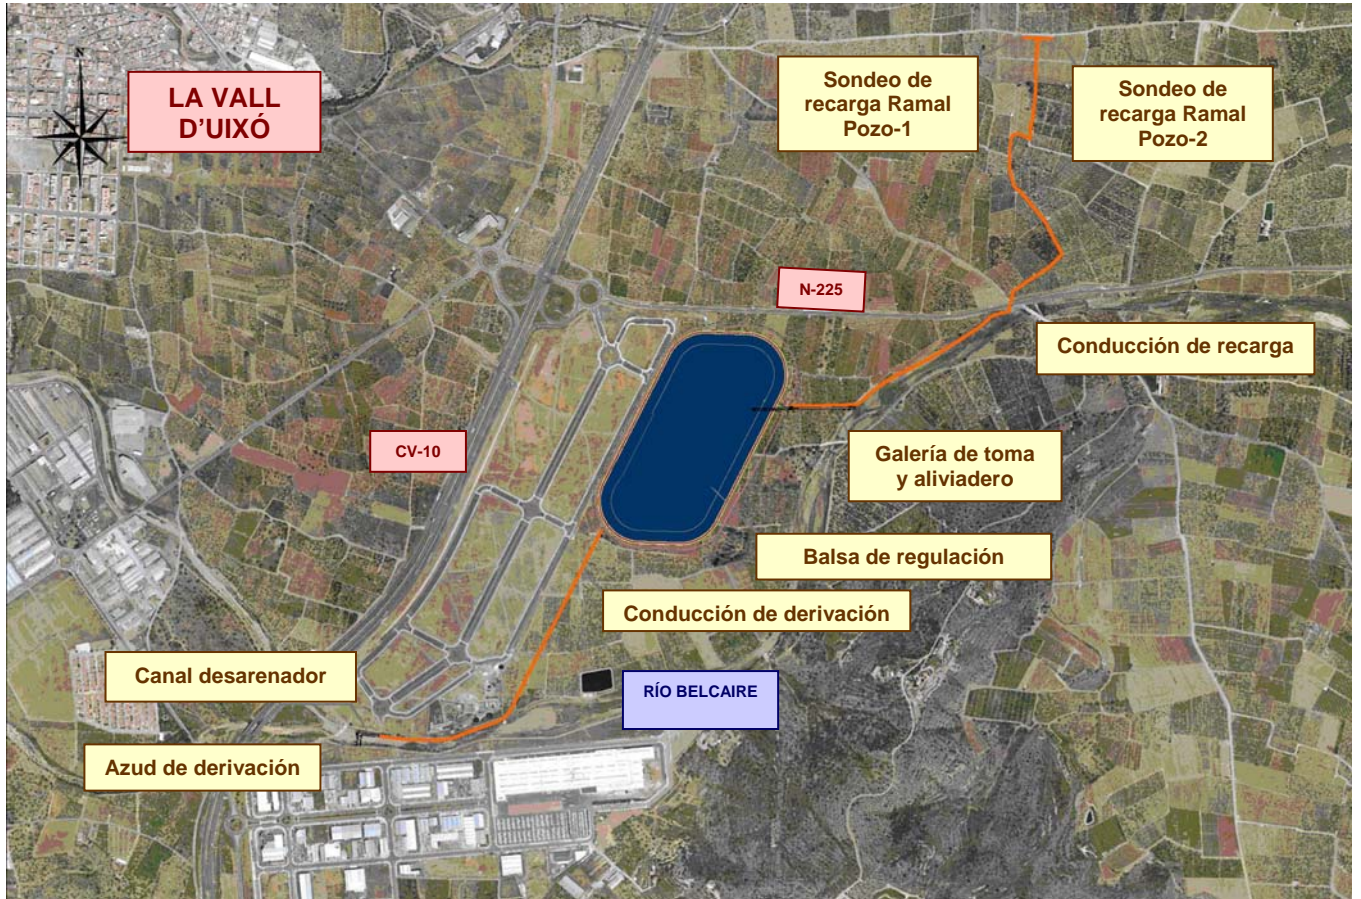 N
LA VALL
D'UIXÓ
Sondeo de
recarga Ramal
Pozo-1
Sondeo de
recarga Ramal
Pozo-2
N-225
Conducción de recarga
CV-10
Galería de toma
y aliviadero
Balsa de regulación
Conducción de derivación
Canal desarenador
RÍO BELCAIRE
Azud de derivación